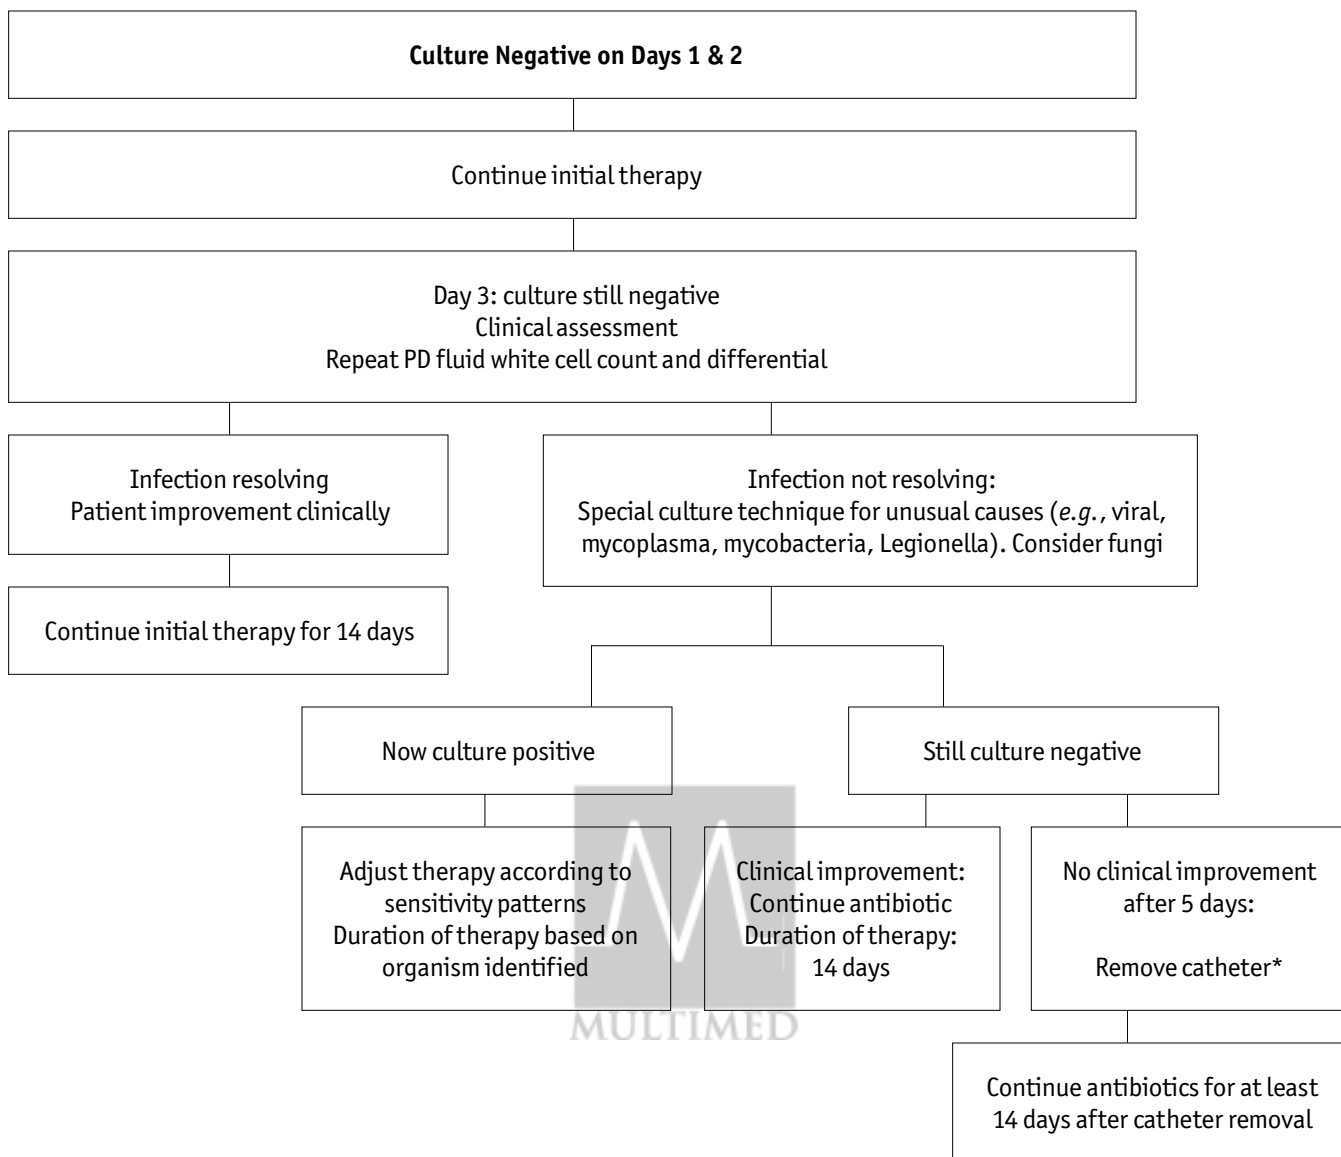 Culture Negative on Days 1 & 2
Continue initial therapy
Day 3: culture still negative
Clinical assessment
Repeat PD fluid white cell count and differential
Infection resolving
Patient improvement clinically
Infection not resolving:
Special culture technique for unusual causes (e.g., viral,
mycoplasma, mycobacteria, Legionella). Consider fungi
Continue initial therapy for 14 days
Now culture positive
Still culture negative
Adjust therapy according to
sensitivity patterns
Duration of therapy based on
organism identified
Clinical improvement:
Continue antibiotic
Duration of therapy:
14 days
No clinical improvement
after 5 days:
Remove catheter*
M
MULTIMED
Continue antibiotics for at least
14 days after catheter removal